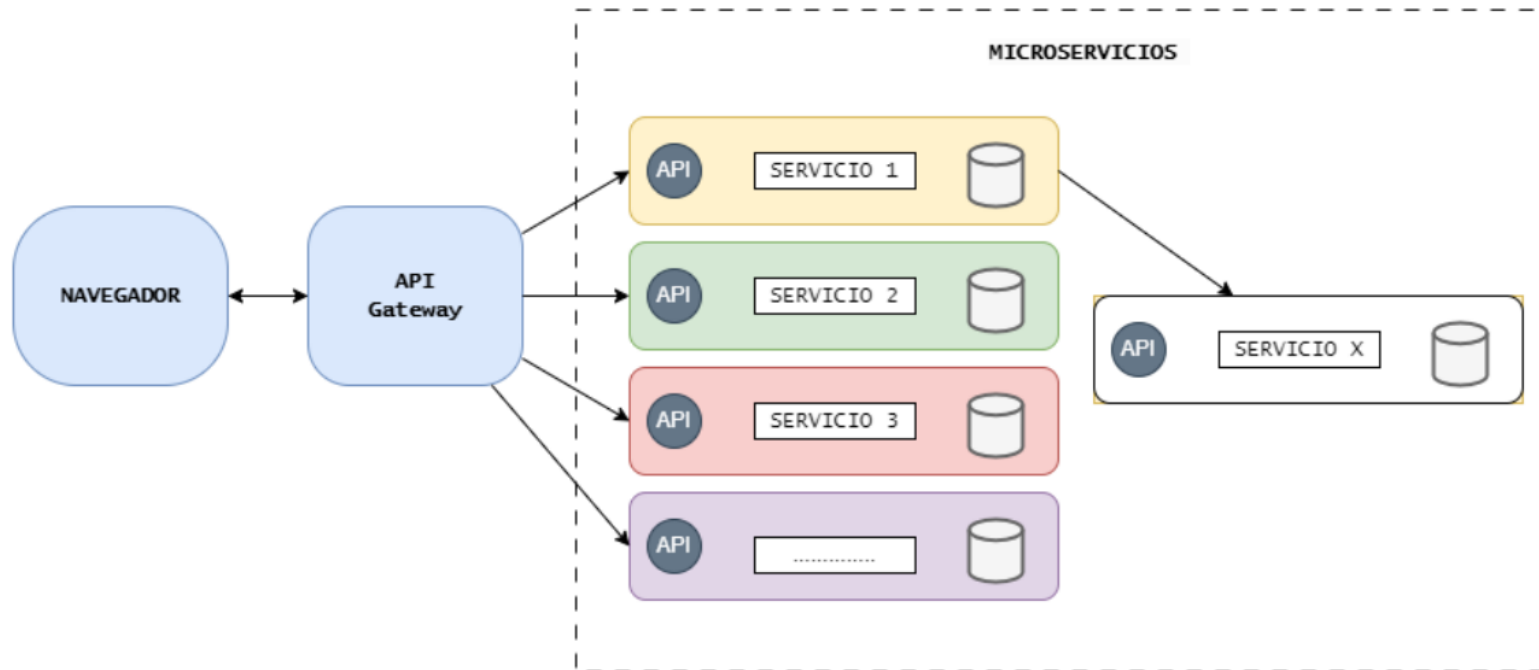 MICROSERVICIOS
NAVEGADOR
API
Gateway
API
SERVICIO 1
API
SERVICIO 2
API
SERVICIO 3
API
..............
API
SERVICIO X